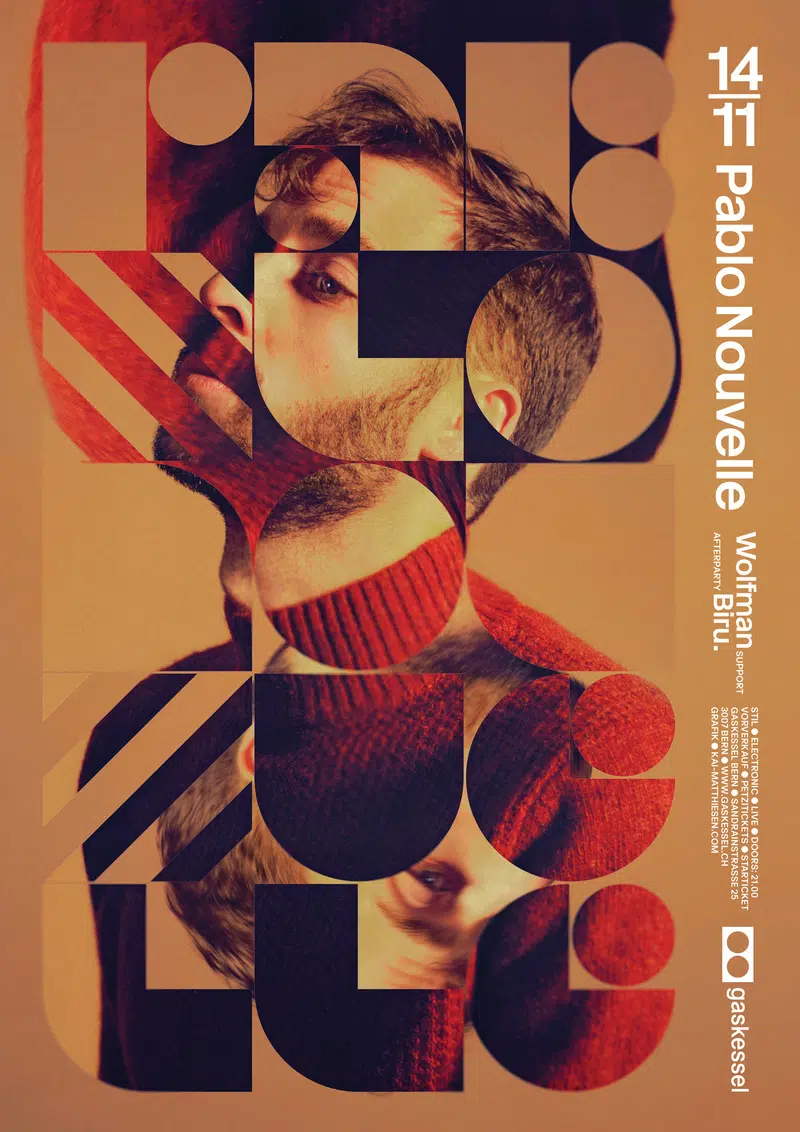 14
11
Pablo Nouvelle
Wolfman SUPPORT
AFTERPARTY Biru.
STIL ● ELECTRONIC ● LIVE ● DOORS: 21.00
VORVERKAUF ● PETZITICKETS ● STARTICKET
GASKESSEL BERN ● SANDRAINSTRASSE 25
3007 BERN ● WWW.GASKESSEL.CH
GRAFIK ● KAI-MATTHIESEN.COM
gaskessel